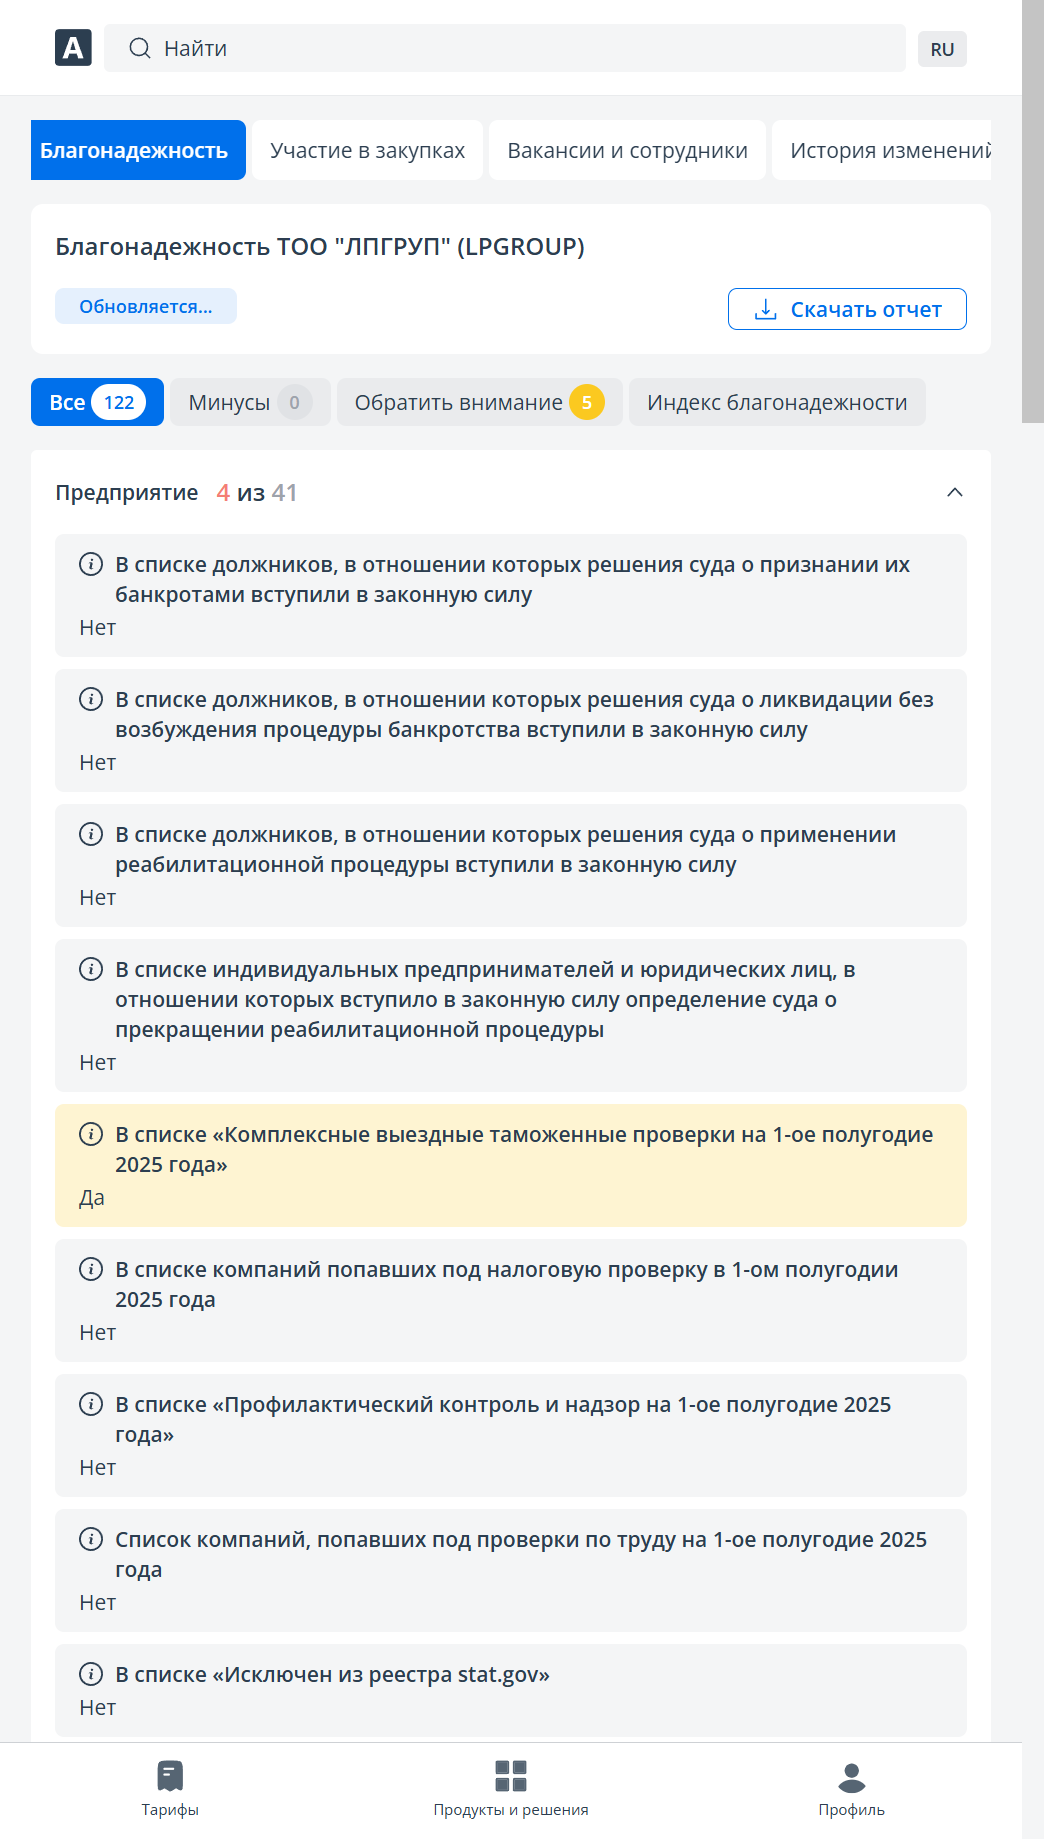 A
Найти
RU
Благонадежность
Участие в закупках
Вакансии и сотрудники
История изменений
Благонадежность ТОО "ЛПГРУП" (LPGROUP)
Обновляется...
Скачать отчет
Все 122
Минусы 0
Обратить внимание 5
Индекс благонадежности
Предприятие 4 из 41
В списке должников, в отношении которых решения суда о признании их
банкротами вступили в законную силу
Нет
В списке должников, в отношении которых решения суда о ликвидации без
возбуждения процедуры банкротства вступили в законную силу
Нет
В списке должников, в отношении которых решения суда о применении
реабилитационной процедуры вступили в законную силу
Нет
В списке индивидуальных предпринимателей и юридических лиц, в
отношении которых вступило в законную силу определение суда о
прекращении реабилитационной процедуры
Нет
В списке «Комплексные выездные таможенные проверки на 1-ое полугодие
2025 года»
Да
В списке компаний попавших под налоговую проверку в 1-ом полугодии
2025 года
Нет
В списке «Профилактический контроль и надзор на 1-ое полугодие 2025
года»
Нет
Список компаний, попавших под проверки по труду на 1-ое полугодие 2025
года
Нет
В списке «Исключен из реестра stat.gov»
Нет
Тарифы
Продукты и решения
Профиль